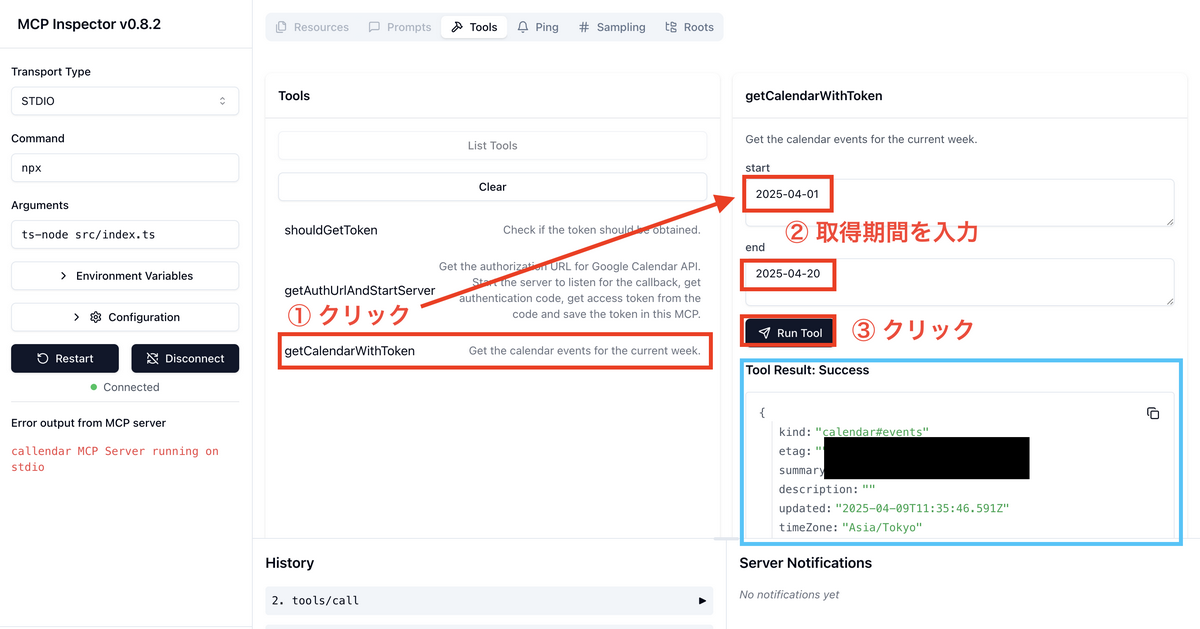 MCP Inspector v0.8.2
Transport Type
STDIO
Command
npx
Arguments
ts-node src/index.ts
Environment Variables
Configuration
Restart
Disconnect
Connected
Error output from MCP server
callendar MCP Server running on
stdio
Resources
Prompts
Tools
Ping
# Sampling
Roots
Tools
List Tools
Clear
shouldGetToken
Check if the token should be obtained.
getAuthUrlAndStartServer
Get the authorization URL for Google Calendar API.
Start the server to listen for the callback, get
authentication code, get access token from the
code and save the token in this MCP.
① クリック
getCalendarWithToken
Get the calendar events for the current week.
getCalendarWithToken
Get the calendar events for the current week.
start
2025-04-01
② 取得期間を入力
end
2025-04-20
Run Tool
③ クリック
Tool Result: Success
{
kind: "calendar#events"
etag: ""
summary
description: ""
updated: "2025-04-09T11:35:46.591Z"
timeZone: "Asia/Tokyo"
History
2. tools/call
Server Notifications
No notifications yet